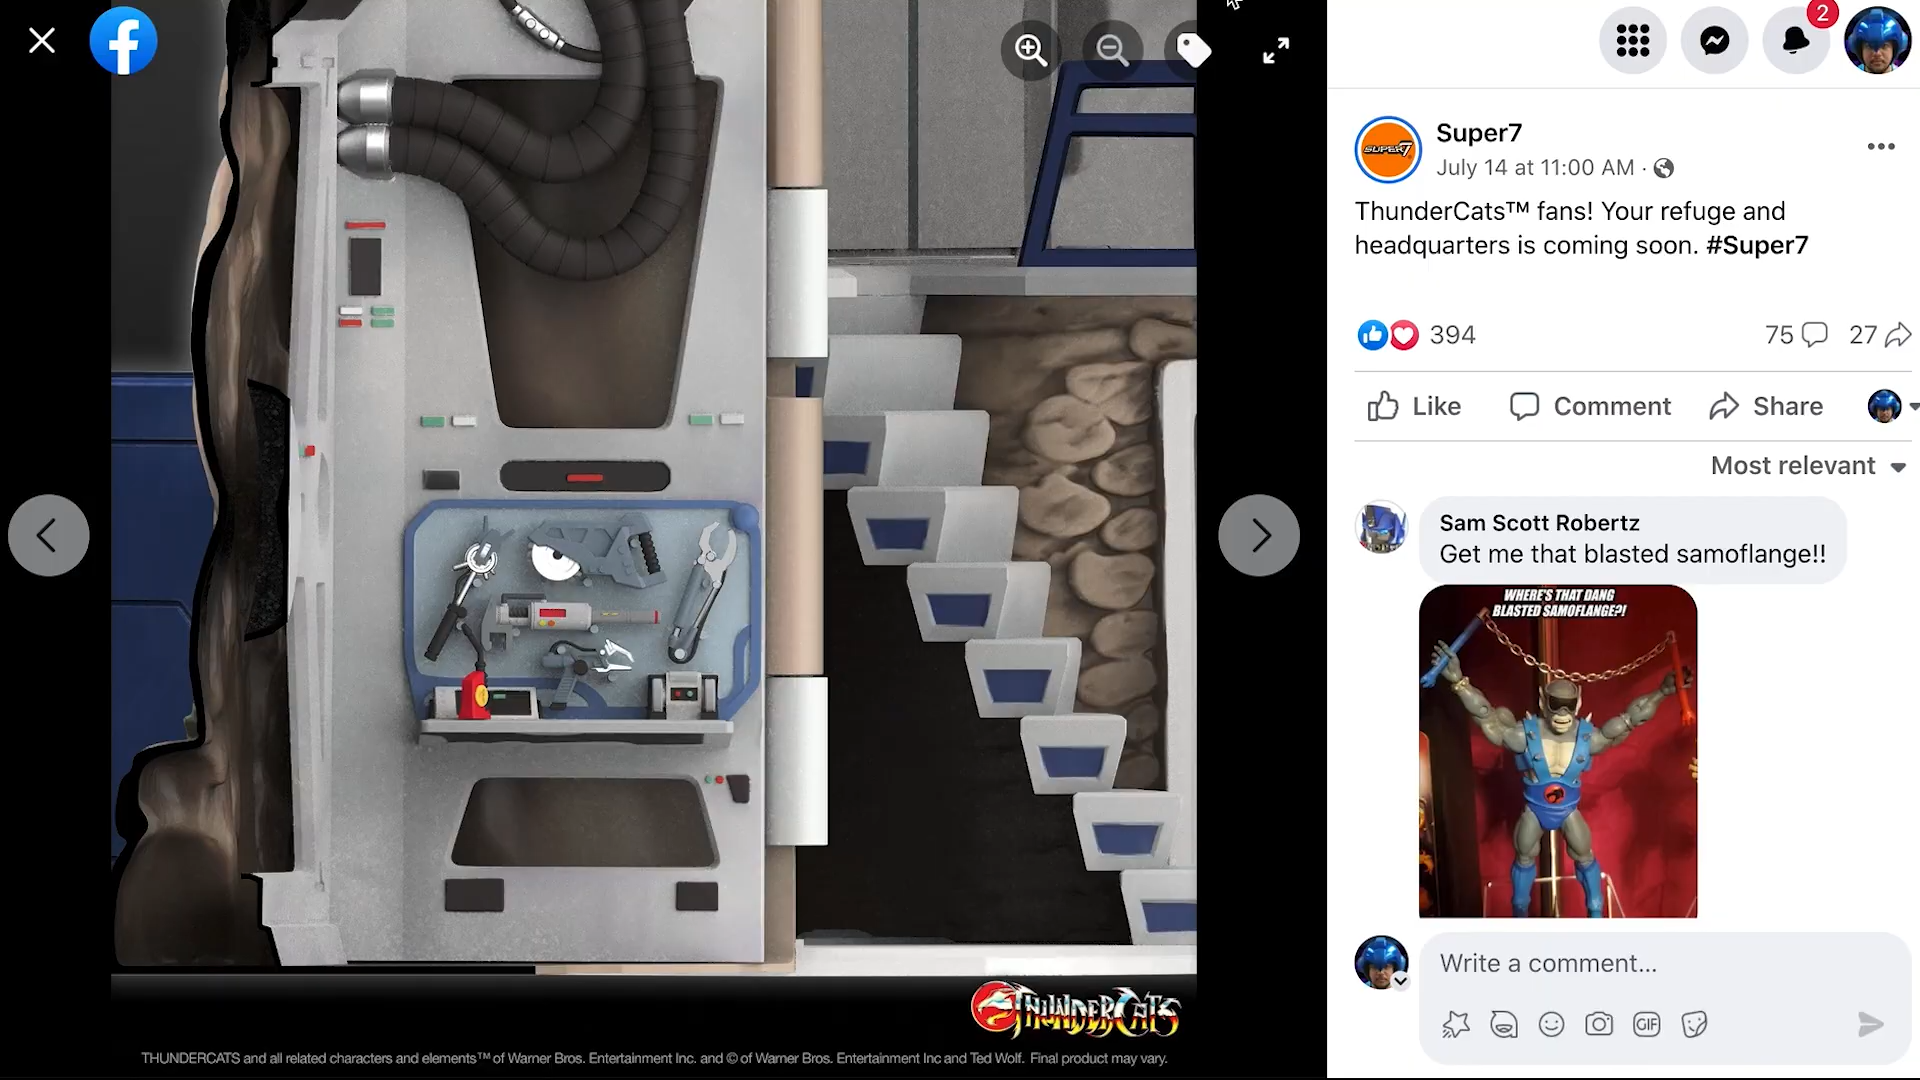 2
SUPER7
Super7
July 14 at 11:00 AM ·
ThunderCats™ fans! Your refuge and
headquarters is coming soon. #Super7
394
75
27
Like
Comment
Share
Most relevant
Sam Scott Robertz
Get me that blasted samoflange!!
WHERE'S THAT DANG
BLASTED SAMOFLANGE?!
Write a comment...
GIF
THUNDERCATS
THUNDERCATS and all related characters and elements™ of Warner Bros. Entertainment Inc. and © of Warner Bros. Entertainment Inc and Ted Wolf. Final product may vary.